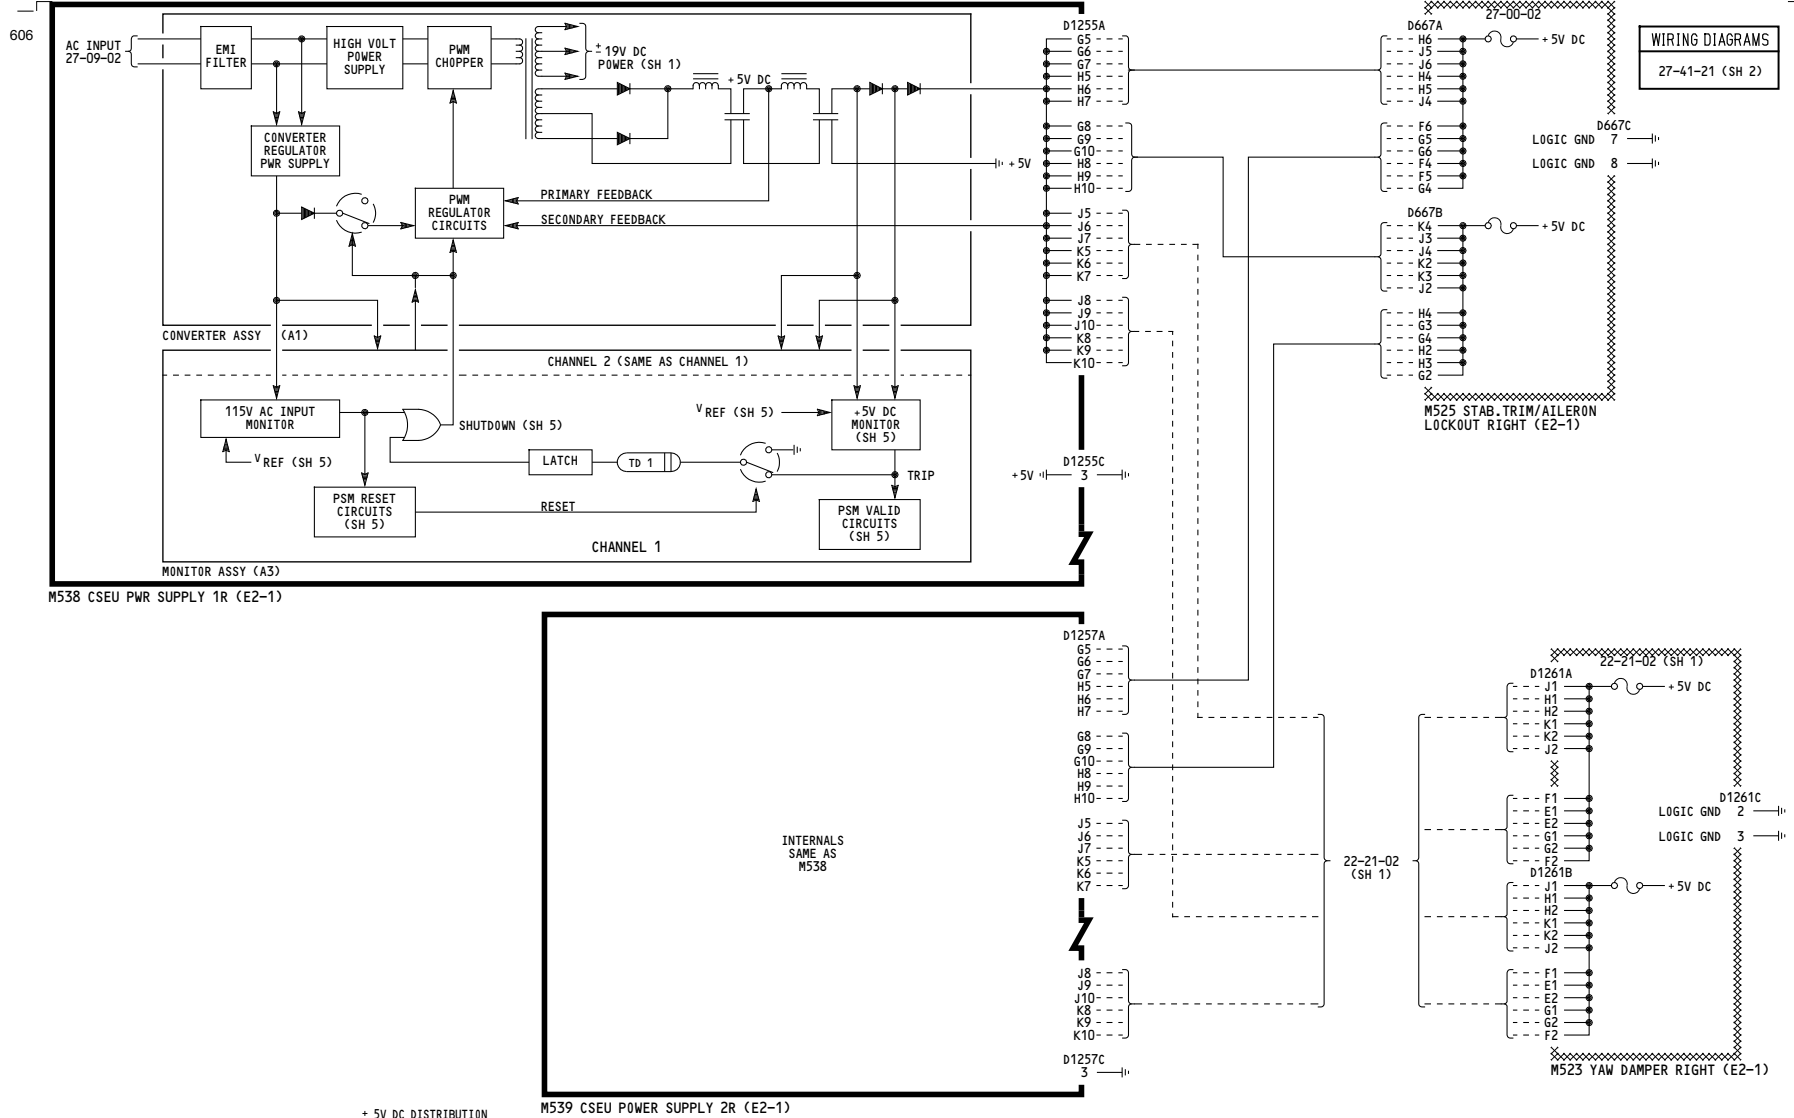 606
WIRING DIAGRAMS
27-41-21 (SH 2)
AC INPUT
27-09-02
EMI
FILTER
HIGH VOLT
POWER
SUPPLY
PWM
CHOPPER
± 19V DC
POWER (SH 1)
+5V DC
CONVERTER
REGULATOR
PWR SUPPLY
PWM
REGULATOR
CIRCUITS
PRIMARY FEEDBACK
SECONDARY FEEDBACK
+5V
CONVERTER ASSY (A1)
CHANNEL 2 (SAME AS CHANNEL 1)
115V AC INPUT
MONITOR
V REF (SH 5)
SHUTDOWN (SH 5)
V REF (SH 5)
+5V DC
MONITOR
(SH 5)
LATCH
TD 1
TRIP
PSM RESET
CIRCUITS
(SH 5)
RESET
PSM VALID
CIRCUITS
(SH 5)
CHANNEL 1
MONITOR ASSY (A3)
M538 CSEU PWR SUPPLY 1R (E2-1)
D1255A
G5
G6
G7
H5
H6
H7
G8
G9
G10
H8
H9
H10
J5
J6
J7
K5
K6
K7
J8
J9
J10
K8
K9
K10
D1255C
+5V
3
27-00-02
D667A
H6
J5
J6
H4
H5
J4
+5V DC
F6
G5
G6
F4
F5
G4
D667C
LOGIC GND 7
LOGIC GND 8
D667B
K4
J3
J4
K2
K3
J2
+5V DC
H4
G3
G4
H2
H3
G2
M525 STAB.TRIM/AILERON
LOCKOUT RIGHT (E2-1)
INTERNALS
SAME AS
M538
D1257A
G5
G6
G7
H5
H6
H7
G8
G9
G10
H8
H9
H10
J5
J6
J7
K5
K6
K7
J8
J9
J10
K8
K9
K10
D1257C
3
M539 CSEU POWER SUPPLY 2R (E2-1)
22-21-02
(SH 1)
22-21-02 (SH 1)
D1261A
J1
H1
H2
K1
K2
J2
+5V DC
F1
E1
E2
G1
G2
F2
D1261C
LOGIC GND 2
LOGIC GND 3
D1261B
J1
H1
H2
K1
K2
J2
+5V DC
F1
E1
E2
G1
G2
F2
M523 YAW DAMPER RIGHT (E2-1)
+ 5V DC DISTRIBUTION